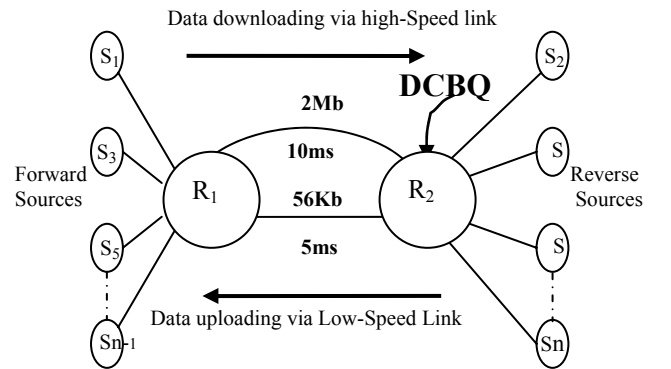 Data downloading via high-Speed link
S1
S2
DCBQ
2Mb
10ms
S3
S
Forward
Sources
R1
56Kb
R2
Reverse
Sources
S5
5ms
S
Data uploading via Low-Speed Link
Sn-1
Sn